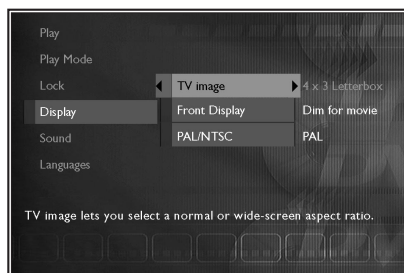 Play
Play Mode
Lock
TV image 4 x 3 Letterbox
Display Front Display Dim for movie
Sound PAL/NTSC PAL
Languages
TV image lets you select a normal or wide-screen aspect ratio.